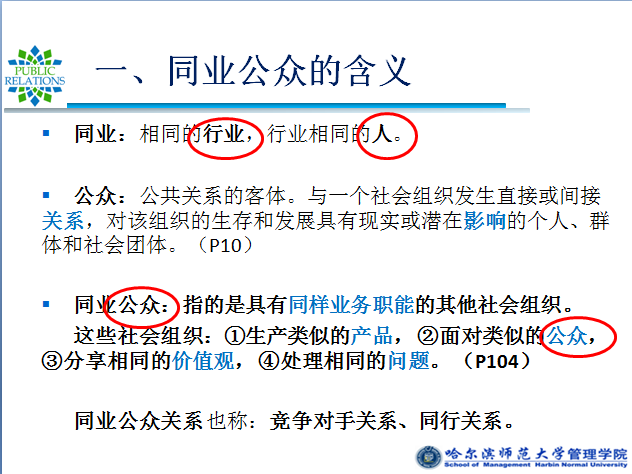 PUBLIC
RELATIONS
一、同业公众的含义
▪ 同业：相同的行业，行业相同的人。
▪ 公众：公共关系的客体。与一个社会组织发生直接或间接
关系，对该组织的生存和发展具有现实或潜在影响的个人、群
体和社会团体。（P10）
▪ 同业公众：指的是具有同样业务职能的其他社会组织。
这些社会组织：①生产类似的产品，②面对类似的公众，
③分享相同的价值观，④处理相同的问题。（P104）
同业公众关系也称：竞争对手关系、同行关系。
哈尔滨师范大学管理学院
School of Management Harbin Normal University